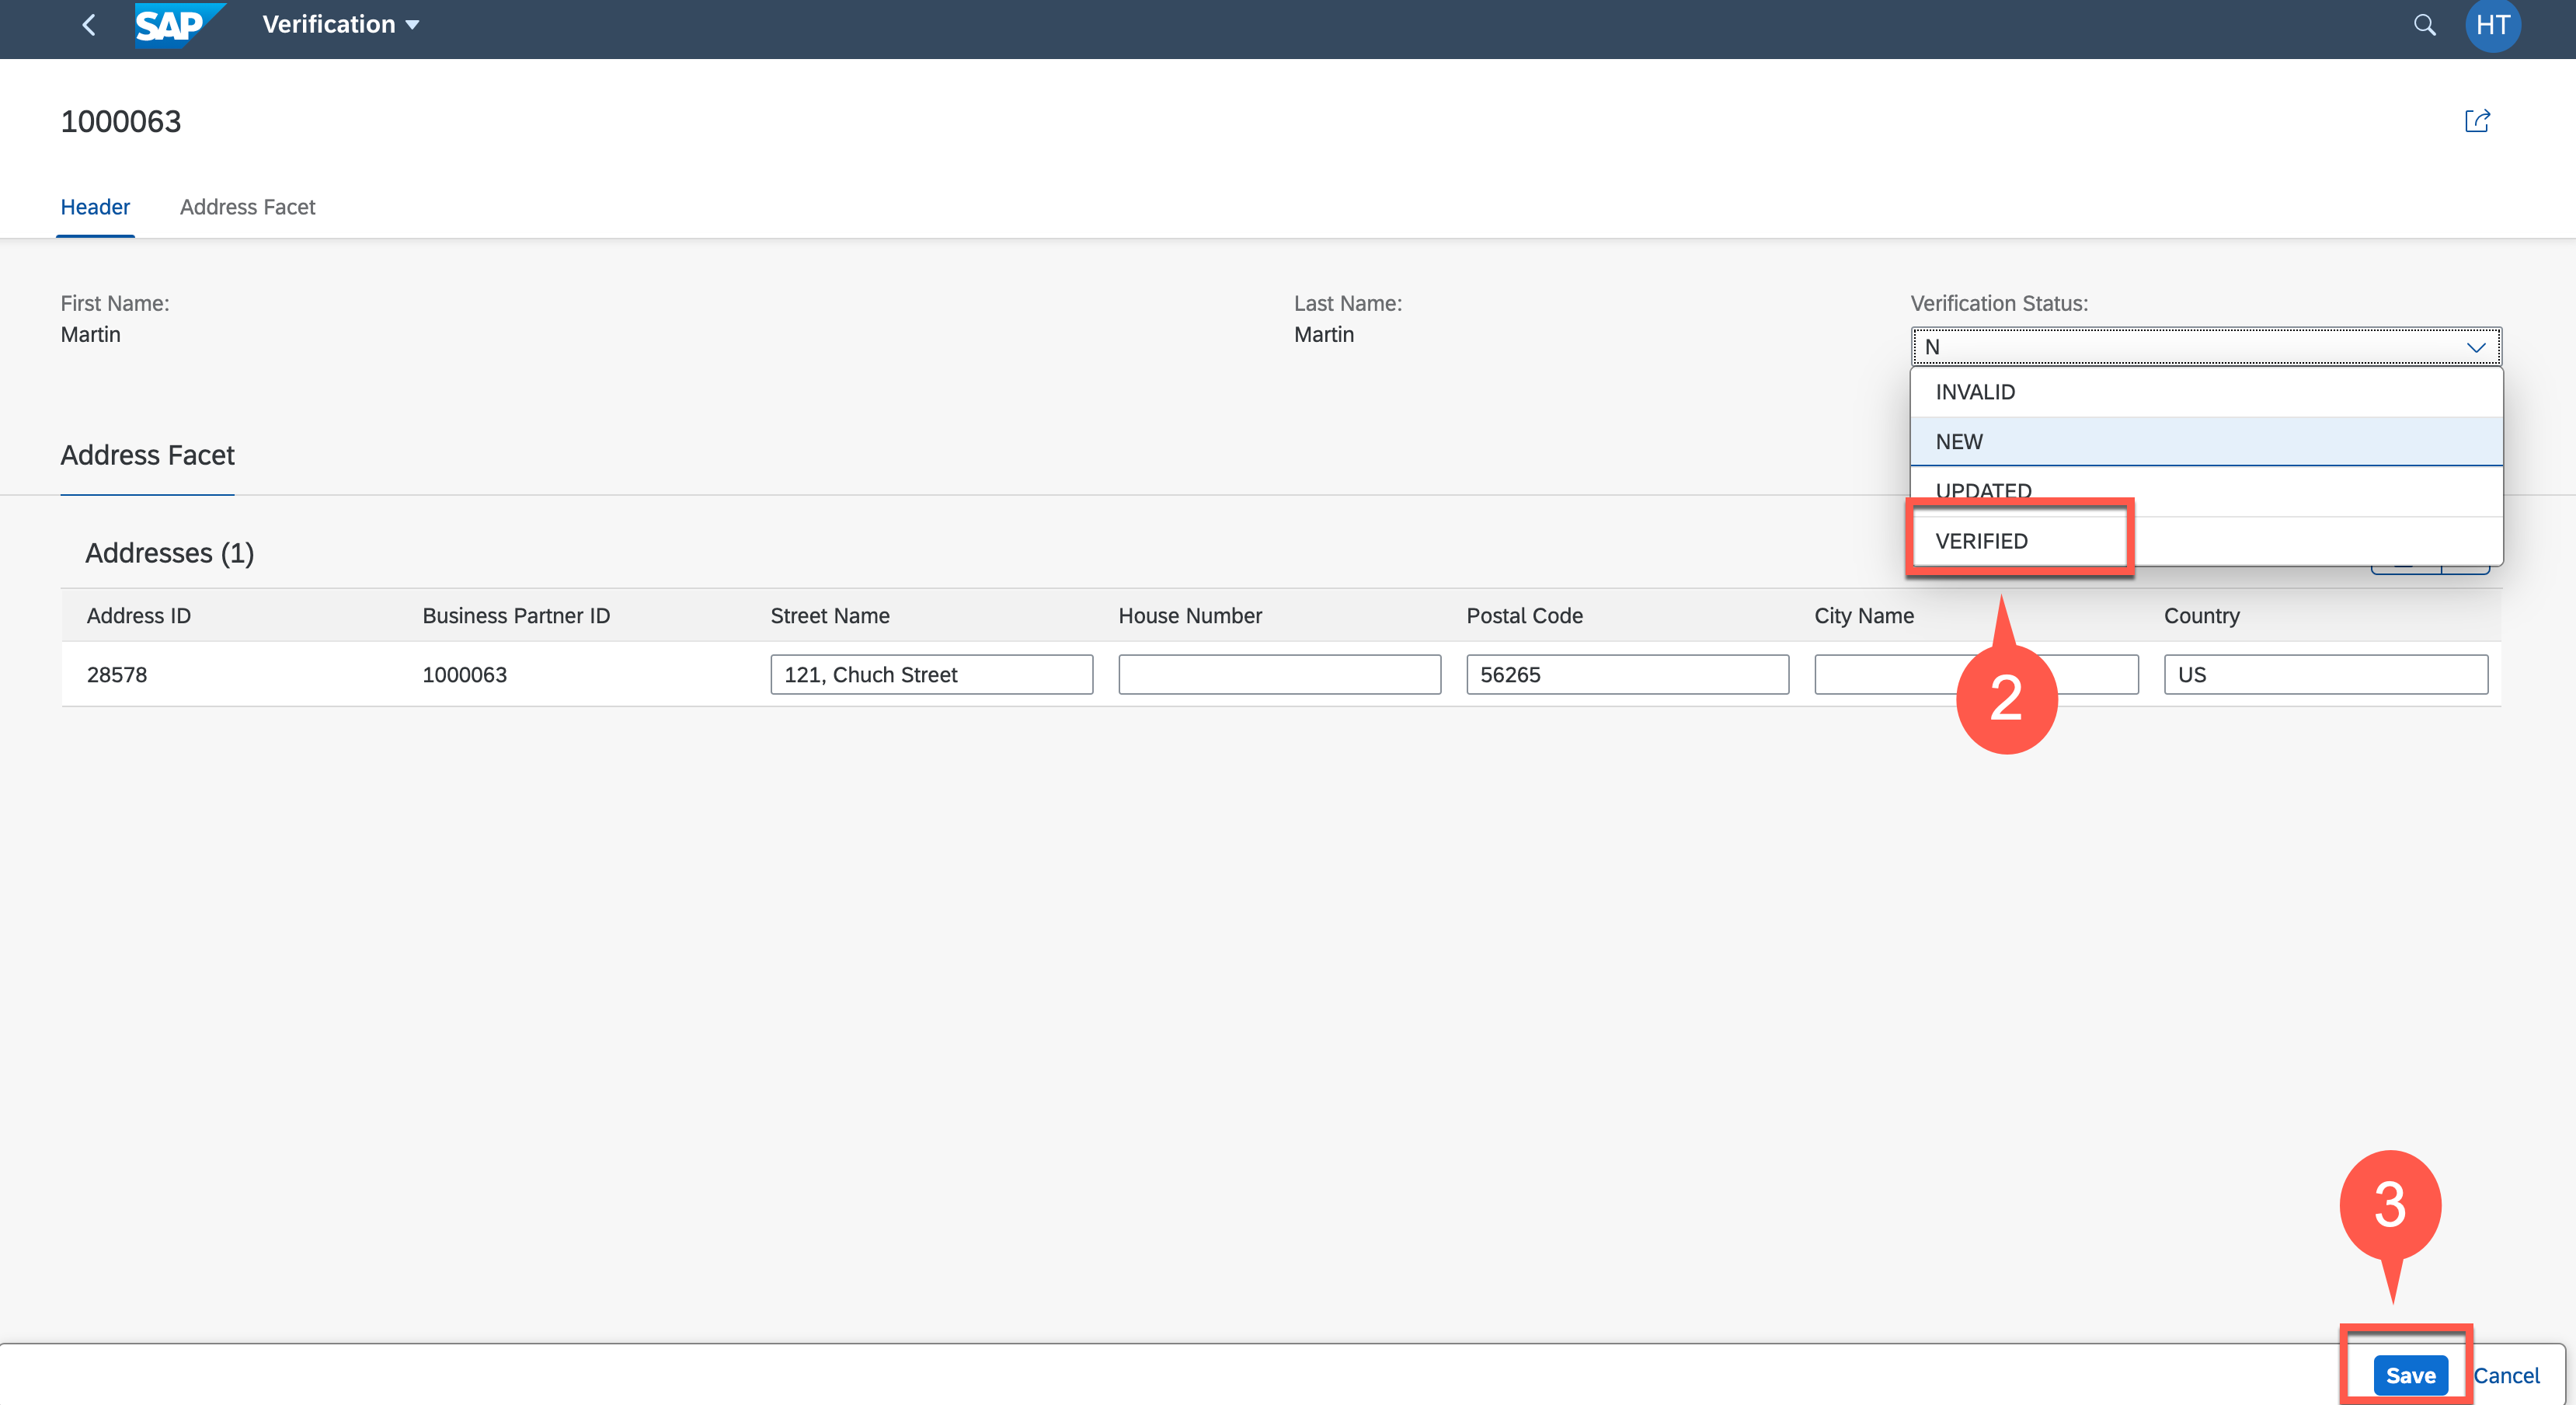 SAP Verification HT
1000063
Header Address Facet
First Name: Last Name: Verification Status:
Martin Martin N
INVALID
NEW
UPDATED
VERIFIED
Address Facet
Addresses (1)
Address ID Business Partner ID Street Name House Number Postal Code City Name Country
28578 1000063 121, Chuch Street 56265 US
2
3
Save Cancel